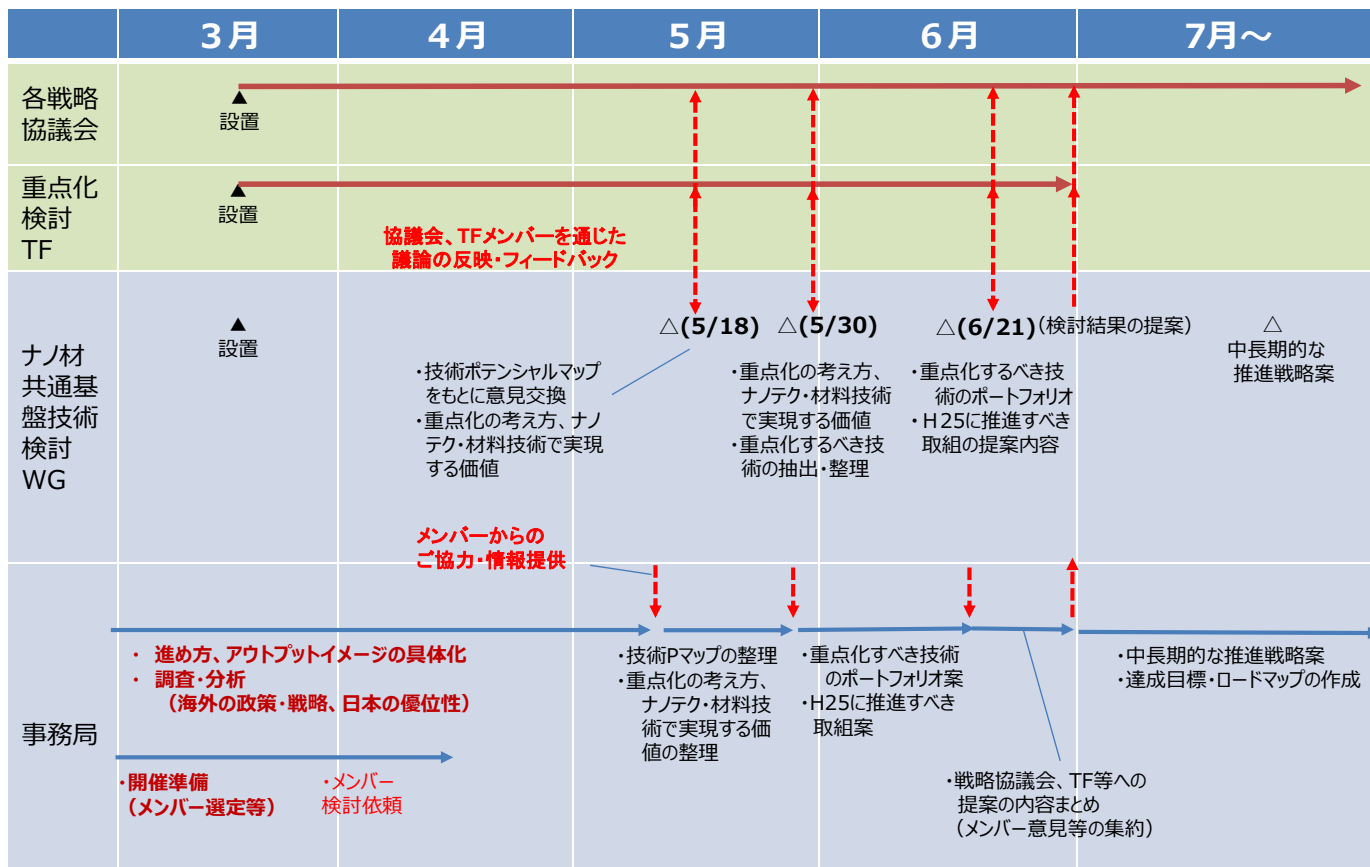 3月
4月
5月
6月
7月～
各戦略
協議会
▲
設置
重点化
検討
TF
▲
設置
協議会、TFメンバーを通じた
議論の反映・フィードバック
ナノ材
共通基
盤技術
検討
WG
▲
設置
△(5/18)
△(5/30)
△(6/21)(検討結果の提案)
△
中長期的な
推進戦略案
・技術ポテンシャルマップ
をもとに意見交換
・重点化の考え方、ナノ
テク・材料技術で実現
する価値
・重点化の考え方、
ナノテク・材料技術
で実現する価値
・重点化するべき技
術の抽出・整理
・重点化するべき技
術のポートフォリオ
・H25に推進すべき
取組の提案内容
メンバーからの
ご協力・情報提供
事務局
・ 進め方、アウトプットイメージの具体化
・ 調査・分析
（海外の政策・戦略、日本の優位性）
・開催準備
（メンバー選定等）
・メンバー
検討依頼
・技術Pマップの整理
・重点化の考え方、
ナノテク・材料技
術で実現する価
値の整理
・重点化すべき技術
のポートフォリオ案
・H25に推進すべき
取組案
・戦略協議会、TF等への
提案の内容まとめ
（メンバー意見等の集約）
・中長期的な推進戦略案
・達成目標・ロードマップの作成